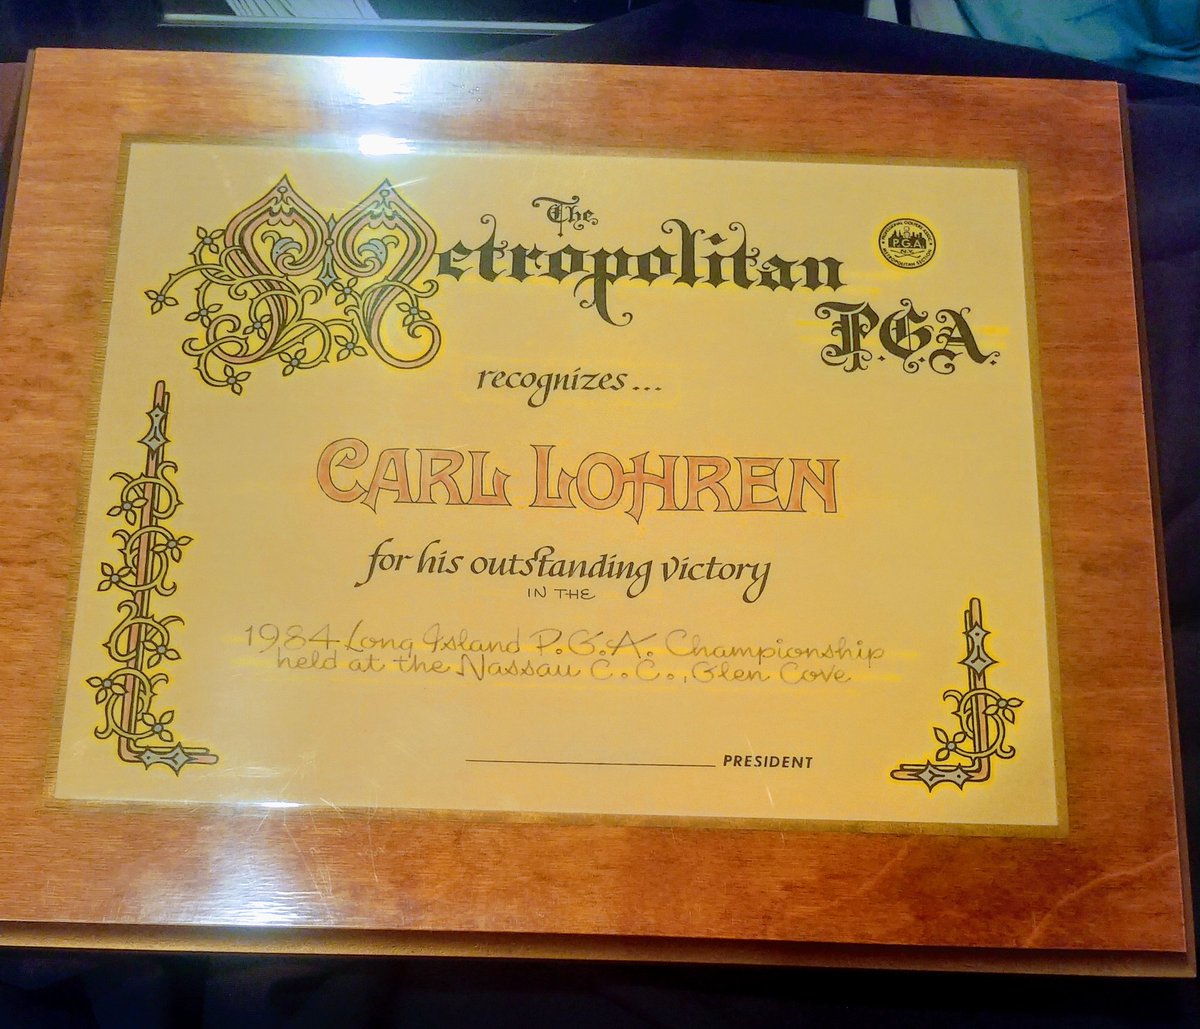 The
Metropolitan
P.G.A.
P.G.A.
recognizes...
CARL LOHREN
for his outstanding victory
IN THE
1984 Long Island P.G.A. Championship
held at the Nassau C.C., Glen Cove
PRESIDENT